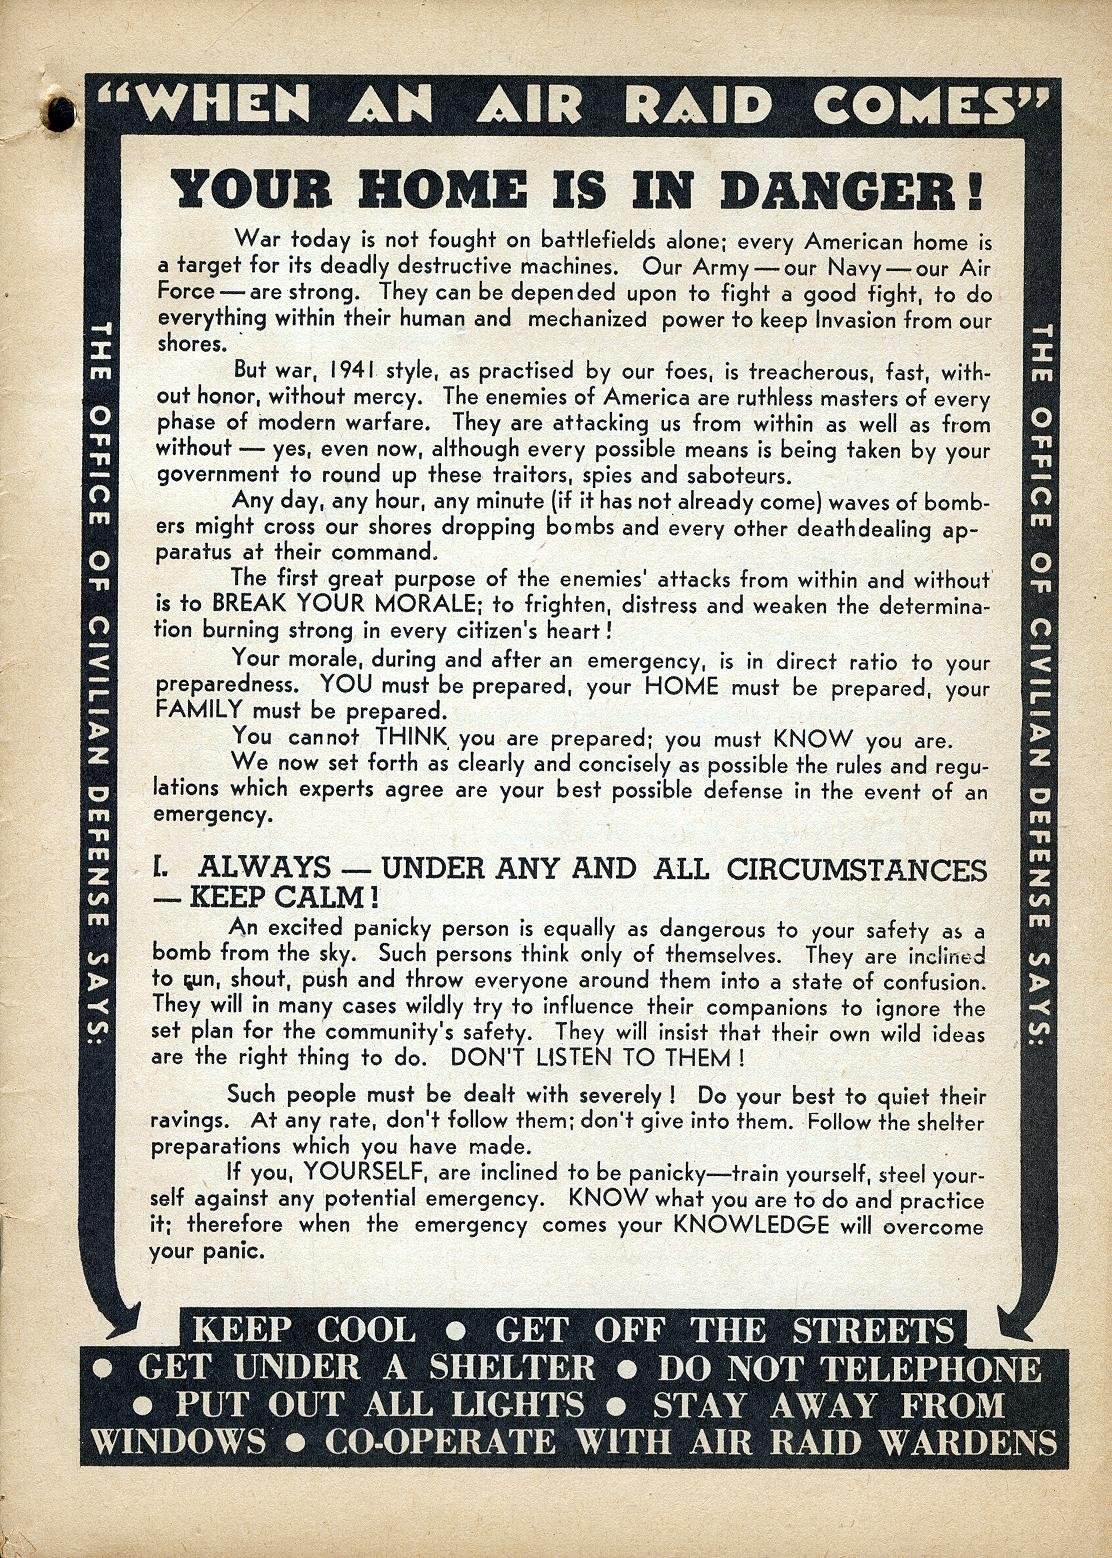 "WHEN AN AIR RAID COMES"
YOUR HOME IS IN DANGER!
War today is not fought on battlefields alone; every American home is
a target for its deadly destructive machines. Our Army — our Navy — our Air
Force — are strong. They can be depended upon to fight a good fight, to do
everything within their human and mechanized power to keep Invasion from our
shores.
But war, 1941 style, as practised by our foes, is treacherous, fast, with-
out honor, without mercy. The enemies of America are ruthless masters of every
phase of modern warfare. They are attacking us from within as well as from
without — yes, even now, although every possible means is being taken by your
government to round up these traitors, spies and saboteurs.
Any day, any hour, any minute (if it has not already come) waves of bomb-
ers might cross our shores dropping bombs and every other deathdealing ap-
paratus at their command.
The first great purpose of the enemies' attacks from within and without
is to BREAK YOUR MORALE; to frighten, distress and weaken the determina-
tion burning strong in every citizen's heart!
Your morale, during and after an emergency, is in direct ratio to your
preparedness. YOU must be prepared, your HOME must be prepared, your
FAMILY must be prepared.
You cannot THINK you are prepared; you must KNOW you are.
We now set forth as clearly and concisely as possible the rules and regu-
lations which experts agree are your best possible defense in the event of an
emergency.
I. ALWAYS — UNDER ANY AND ALL CIRCUMSTANCES
— KEEP CALM!
An excited panicky person is equally as dangerous to your safety as a
bomb from the sky. Such persons think only of themselves. They are inclined
to run, shout, push and throw everyone around them into a state of confusion.
They will in many cases wildly try to influence their companions to ignore the
set plan for the community's safety. They will insist that their own wild ideas
are the right thing to do. DON'T LISTEN TO THEM!
Such people must be dealt with severely! Do your best to quiet their
ravings. At any rate, don't follow them; don't give into them. Follow the shelter
preparations which you have made.
If you, YOURSELF, are inclined to be panicky—train yourself, steel your-
self against any potential emergency. KNOW what you are to do and practice
it; therefore when the emergency comes your KNOWLEDGE will overcome
your panic.
THE OFFICE OF CIVILIAN DEFENSE SAYS:
THE OFFICE OF CIVILIAN DEFENSE SAYS:
KEEP COOL ● GET OFF THE STREETS
● GET UNDER A SHELTER ● DO NOT TELEPHONE
● PUT OUT ALL LIGHTS ● STAY AWAY FROM
WINDOWS ● CO-OPERATE WITH AIR RAID WARDENS